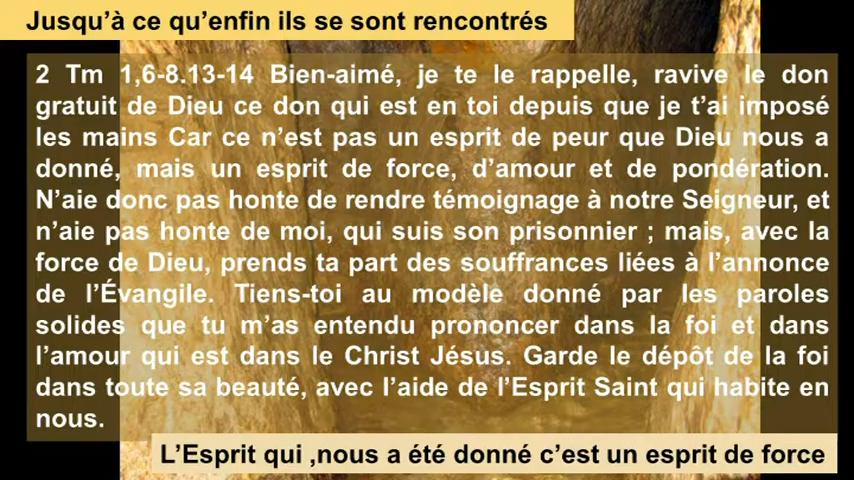 Jusqu’à ce qu’enfin ils se sont rencontrés
2 Tm 1,6-8.13-14 Bien-aimé, je te le rappelle, ravive le don
gratuit de Dieu ce don qui est en toi depuis que je t’ai imposé
les mains Car ce n’est pas un esprit de peur que Dieu nous a
donné, mais un esprit de force, d’amour et de pondération.
N’aie donc pas honte de rendre témoignage à notre Seigneur, et
n’aie pas honte de moi, qui suis son prisonnier ; mais, avec la
force de Dieu, prends ta part des souffrances liées à l’annonce
de l’Évangile. Tiens-toi au modèle donné par les paroles
solides que tu m’as entendu prononcer dans la foi et dans
l’amour qui est dans le Christ Jésus. Garde le dépôt de la foi
dans toute sa beauté, avec l’aide de l’Esprit Saint qui habite en
nous.
L’Esprit qui ,nous a été donné c’est un esprit de force